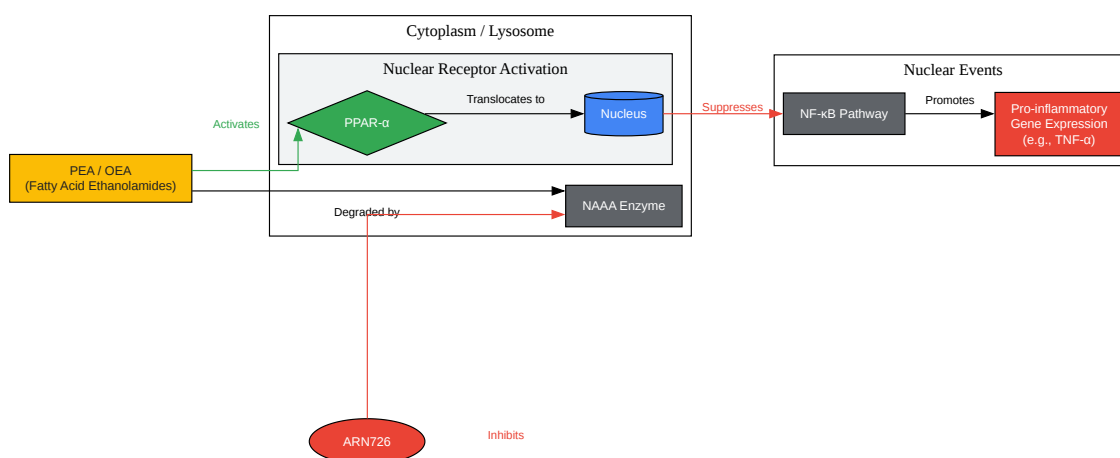 Cytoplasm / Lysosome
Nuclear Receptor Activation
PPAR-α
Translocates to
Nucleus
Suppresses
Nuclear Events
NF-κB Pathway
Promotes
Pro-inflammatory
Gene Expression
(e.g., TNF-α)
Activates
PEA / OEA
(Fatty Acid Ethanolamides)
Degraded by
NAAA Enzyme
ARN726
Inhibits